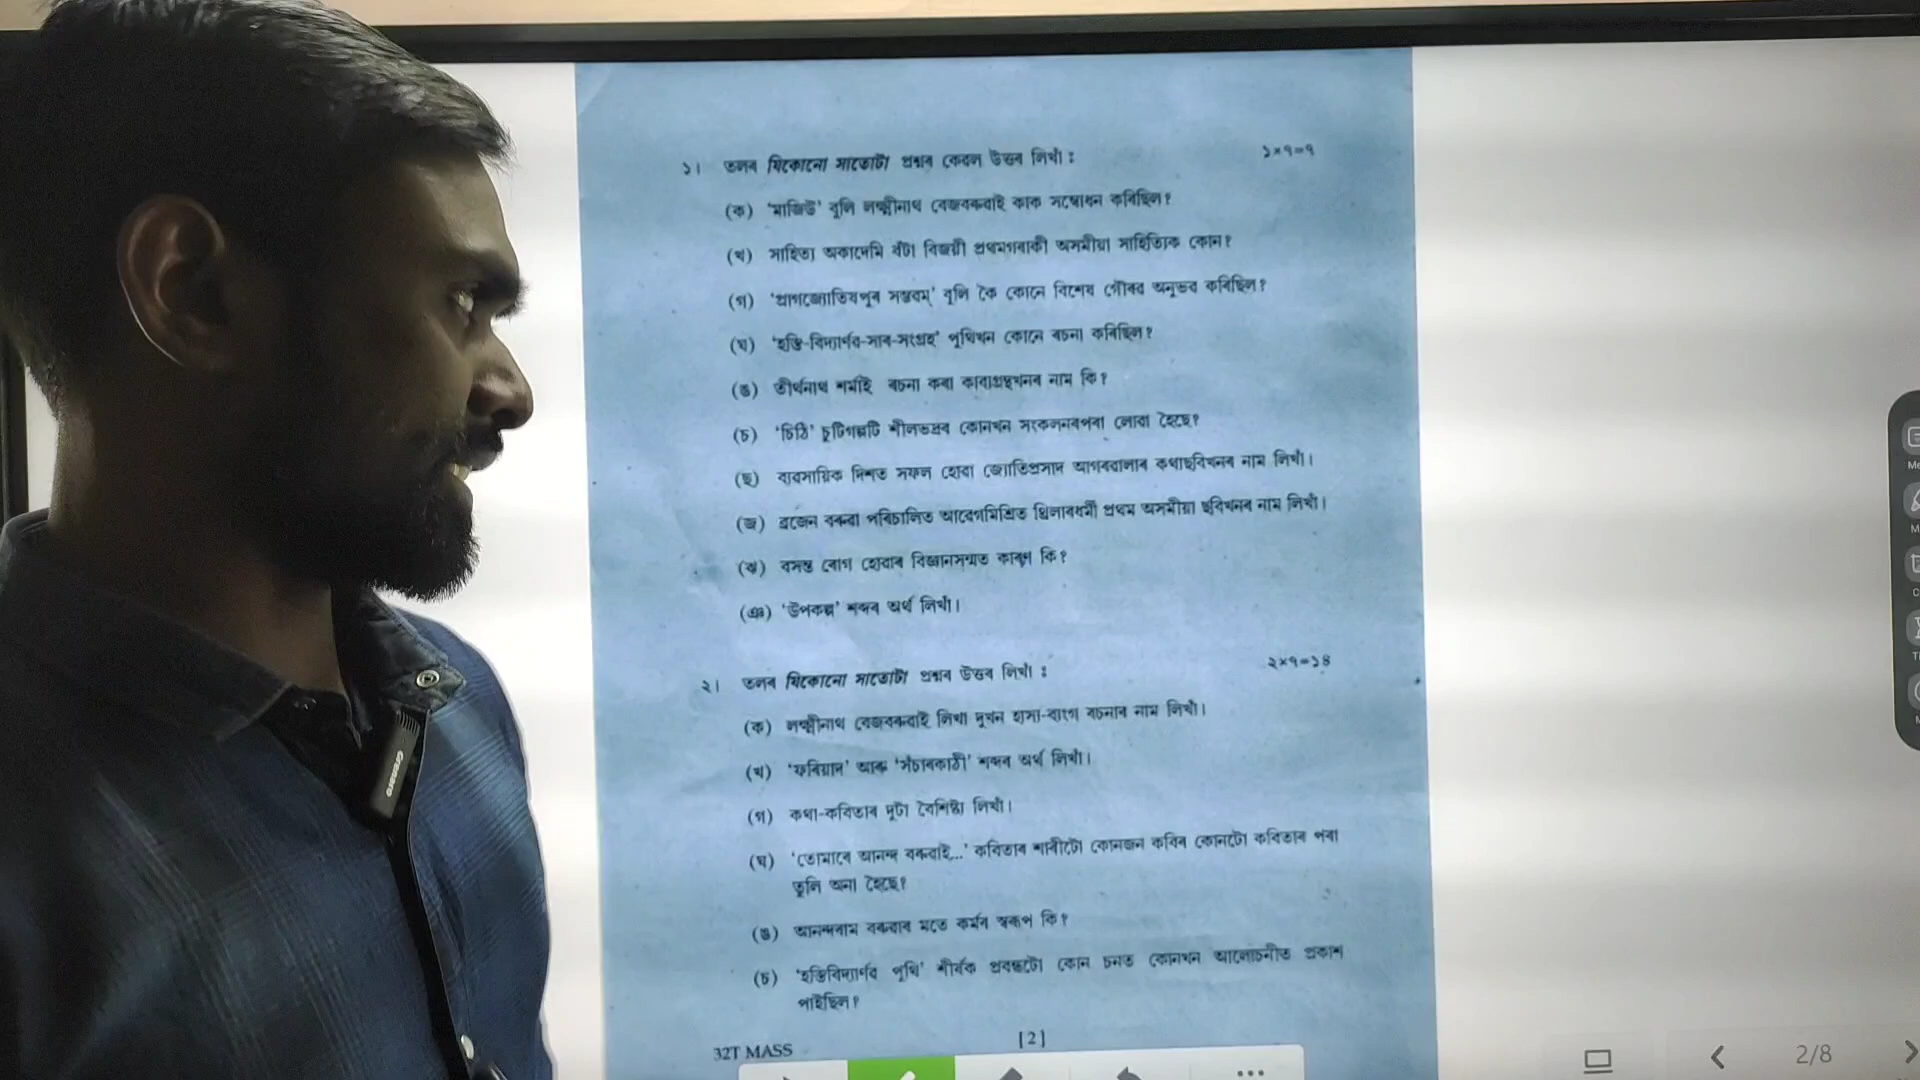 ১। তলৰ যিকোনো সাতোটা প্ৰশ্নৰ কেৱল উত্তৰ লিখাঁ : ১×৭=৭
(ক) ‘মাজিউ’ বুলি লক্ষ্মীনাথ বেজবৰুৱাই কাক সম্বোধন কৰিছিল?
(খ) সাহিত্য অকাদেমি বঁটা বিজয়ী প্ৰথমগৰাকী অসমীয়া সাহিত্যিক কোন?
(গ) ‘প্ৰাগজ্যোতিষপুৰ সম্ভৱম্’ বুলি কৈ কোনে বিশেষ গৌৰৱ অনুভৱ কৰিছিল?
(ঘ) ‘হস্তি-বিদ্যাৰ্ণৱ-সাৰ-সংগ্ৰহ’ পুথিখন কোনে ৰচনা কৰিছিল?
(ঙ) তীৰ্থনাথ শৰ্মাই ৰচনা কৰা কাব্যগ্ৰন্থখনৰ নাম কি?
(চ) ‘চিঠি’ চুটিগল্পটি শীলভদ্ৰৰ কোনখন সংকলনৰপৰা লোৱা হৈছে?
(ছ) ব্যৱসায়িক দিশত সফল হোৱা জ্যোতিপ্ৰসাদ আগৰৱালাৰ কথাছবিখনৰ নাম লিখাঁ।
(জ) ব্ৰজেন বৰুৱা পৰিচালিত আৱেগমিশ্ৰিত থ্ৰিলাৰধৰ্মী প্ৰথম অসমীয়া ছবিখনৰ নাম লিখাঁ।
(ঝ) বসন্ত ৰোগ হোৱাৰ বিজ্ঞানসন্মত কাৰণ কি?
(ঞ) ‘উপকল্প’ শব্দৰ অৰ্থ লিখাঁ।
২। তলৰ যিকোনো সাতোটা প্ৰশ্নৰ উত্তৰ লিখাঁ : ২×৭=১৪
(ক) লক্ষ্মীনাথ বেজবৰুৱাই লিখা দুখন হাস্য-ব্যংগ ৰচনাৰ নাম লিখাঁ।
(খ) ‘ফৰিয়াদ’ আৰু ‘সঁচাৰকাঠী’ শব্দৰ অৰ্থ লিখাঁ।
(গ) কথা-কবিতাৰ দুটা বৈশিষ্ট্য লিখাঁ।
(ঘ) ‘তোমাৰে আনন্দ বৰুৱাই...’ কবিতাৰ শাৰীটো কোনজন কবিৰ কোনটো কবিতাৰ পৰা
তুলি অনা হৈছে?
(ঙ) আনন্দৰাম বৰুৱাৰ মতে কৰ্মৰ স্বৰূপ কি?
(চ) ‘হস্তিবিদ্যাৰ্ণৱ পুথি’ শীৰ্ষক প্ৰবন্ধটো কোন চনত কোনখন আলোচনীত প্ৰকাশ
পাইছিল?
32T MASS [2]
2/8